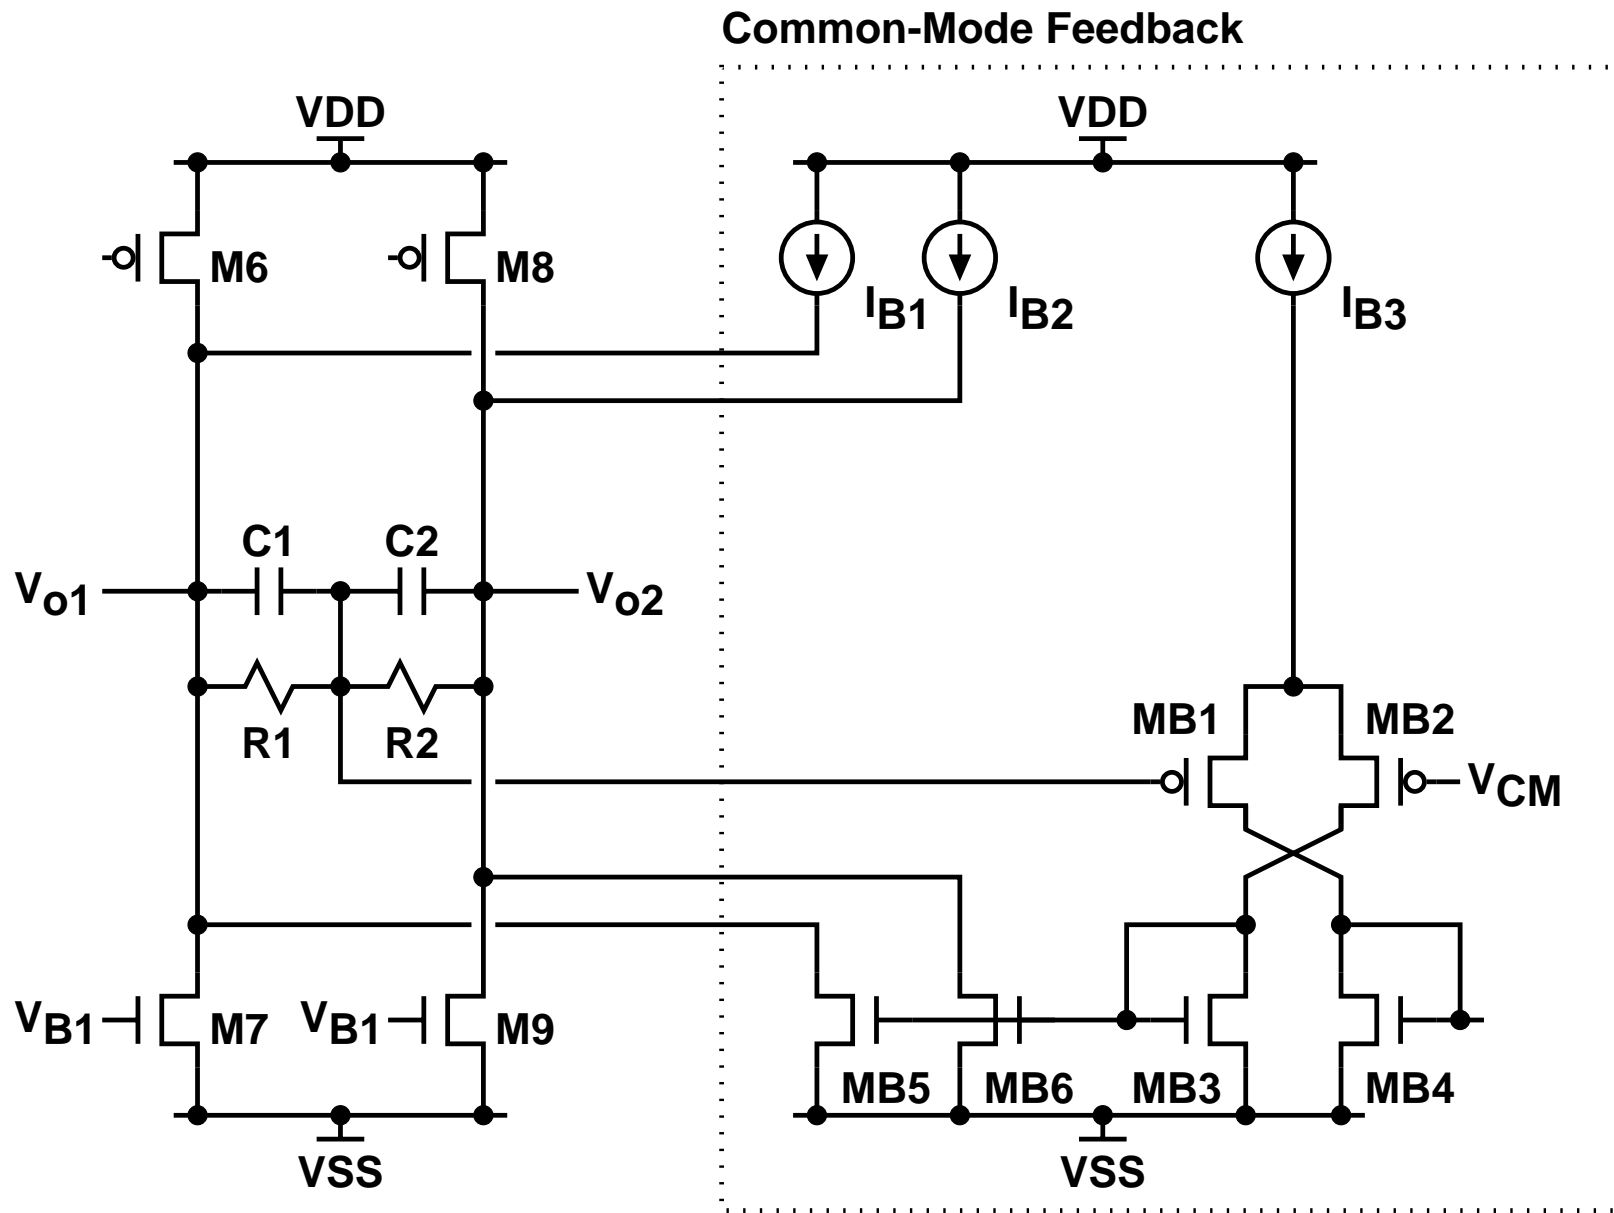 Common-Mode Feedback
VDD VDD
M6 M8
IB1 IB2 IB3
C1 C2
Vo1 Vo2
R1 R2
MB1 MB2
VCM
VB1 M7 VB1 M9
MB5 MB6 MB3 MB4
VSS VSS